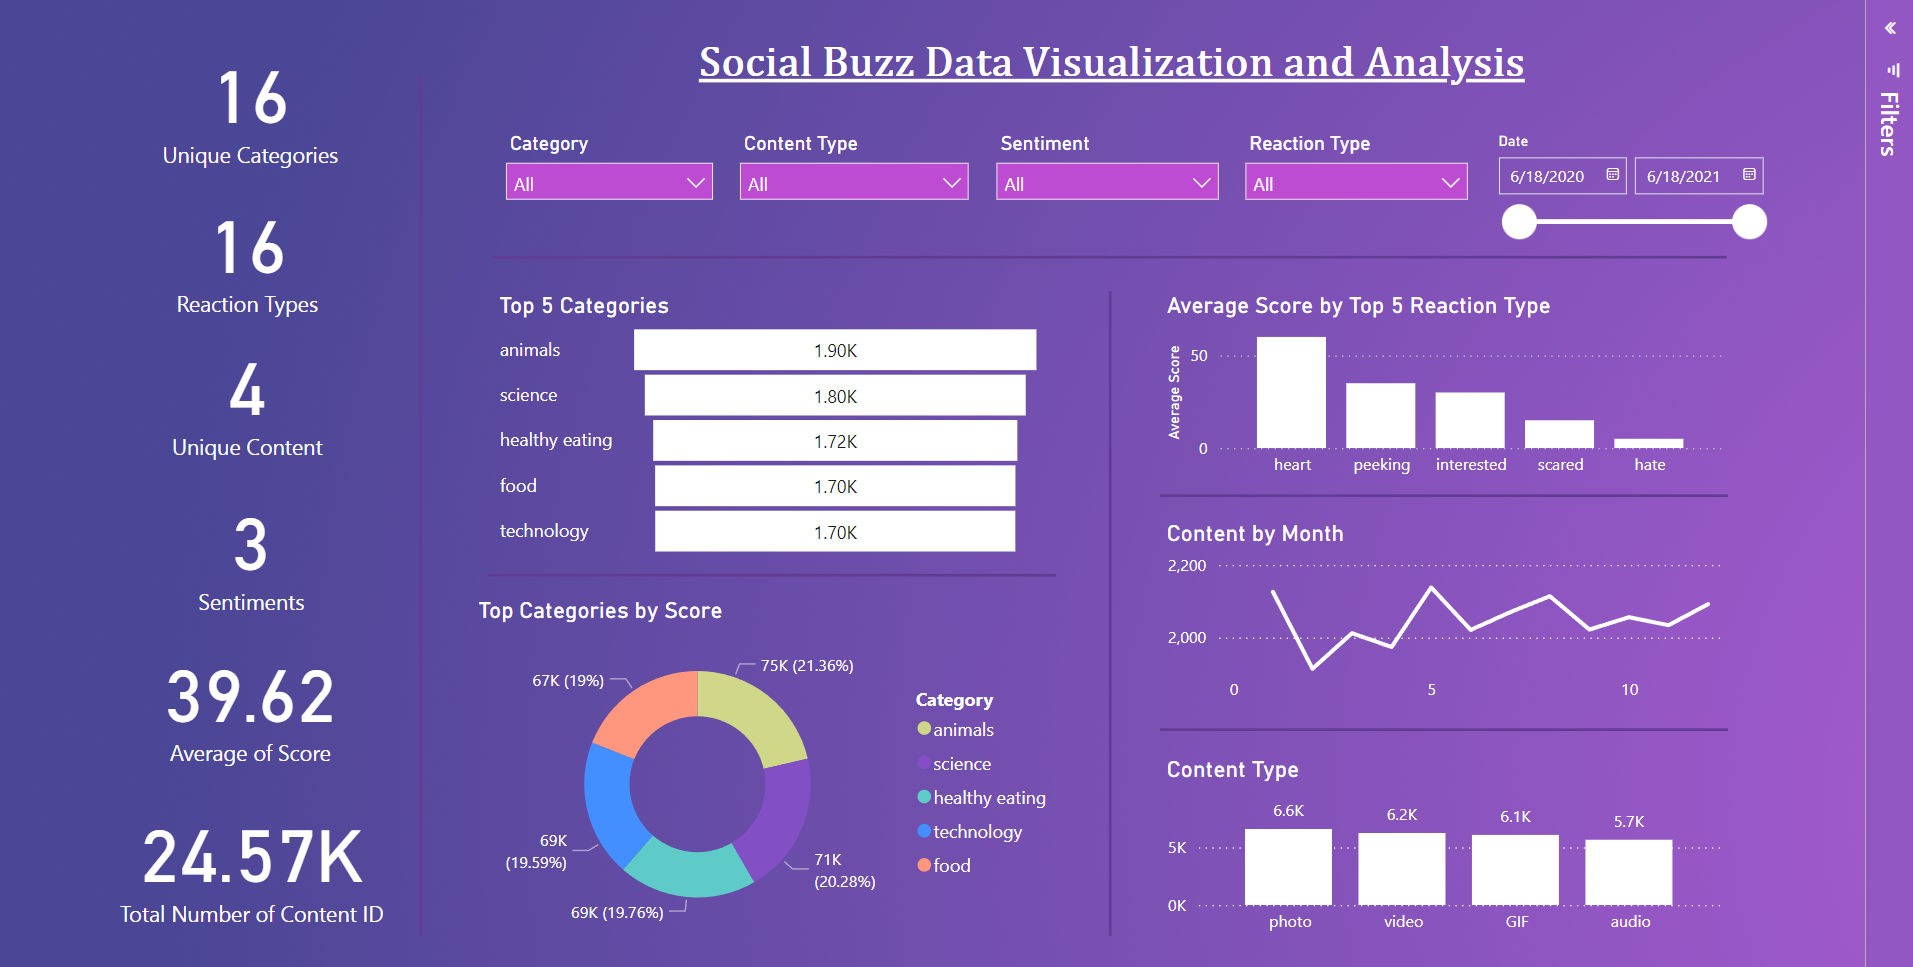 Social Buzz Data Visualization and Analysis
16
Unique Categories
16
Reaction Types
4
Unique Content
3
Sentiments
39.62
Average of Score
24.57K
Total Number of Content ID
Category
All
Content Type
All
Sentiment
All
Reaction Type
All
Date
6/18/2020
6/18/2021
Top 5 Categories
animals 1.90K
science 1.80K
healthy eating 1.72K
food 1.70K
technology 1.70K
Top Categories by Score
75K (21.36%)
71K
(20.28%)
69K (19.76%)
69K
(19.59%)
67K (19%)
Category
animals
science
healthy eating
technology
food
Average Score by Top 5 Reaction Type
Average Score
50
0
heart peeking interested scared hate
Content by Month
2,200
2,000
0 5 10
Content Type
6.6K 6.2K 6.1K 5.7K
5K
0K
photo video GIF audio
Filters